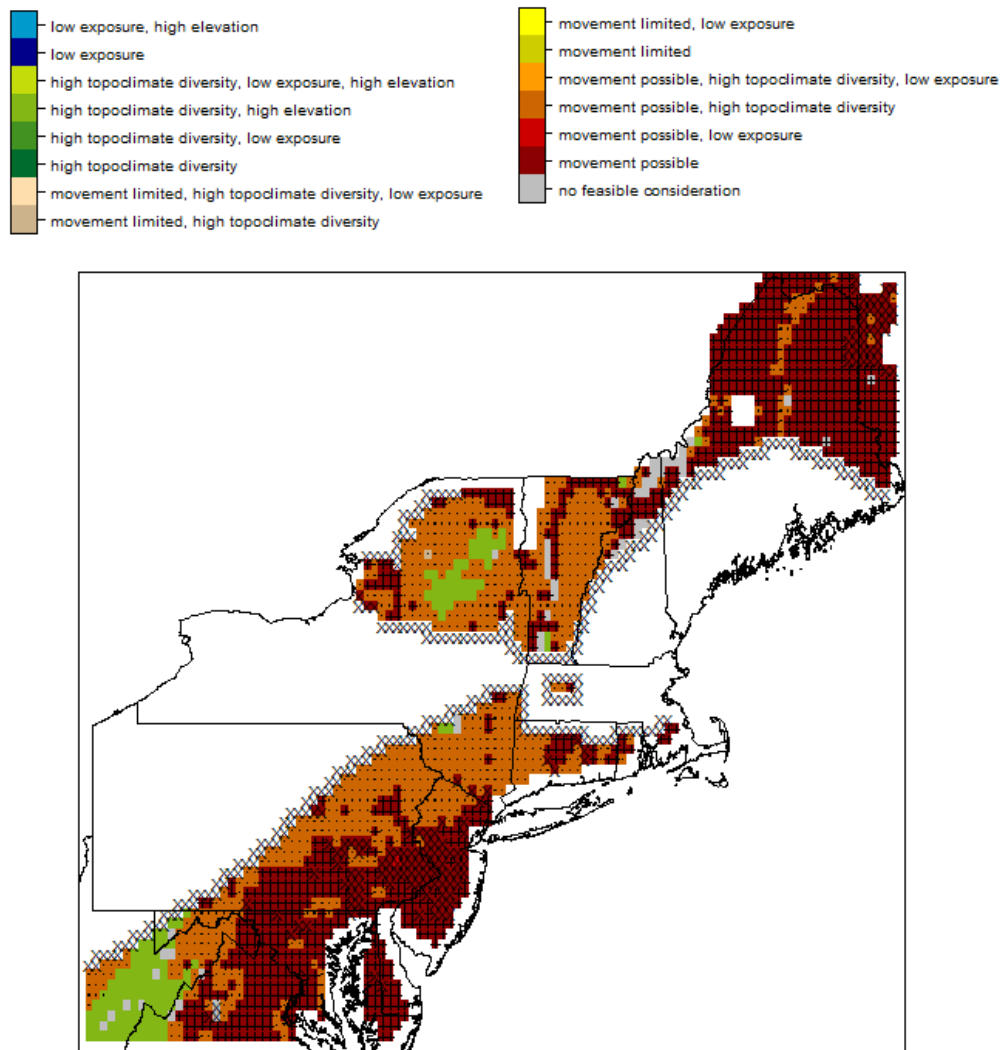 low exposure, high elevation
low exposure
high topoclimate diversity, low exposure, high elevation
high topoclimate diversity, high elevation
high topoclimate diversity, low exposure
high topoclimate diversity
movement limited, high topoclimate diversity, low exposure
movement limited, high topoclimate diversity
movement limited, low exposure
movement limited
movement possible, high topoclimate diversity, low exposure
movement possible, high topoclimate diversity
movement possible, low exposure
movement possible
no feasible consideration